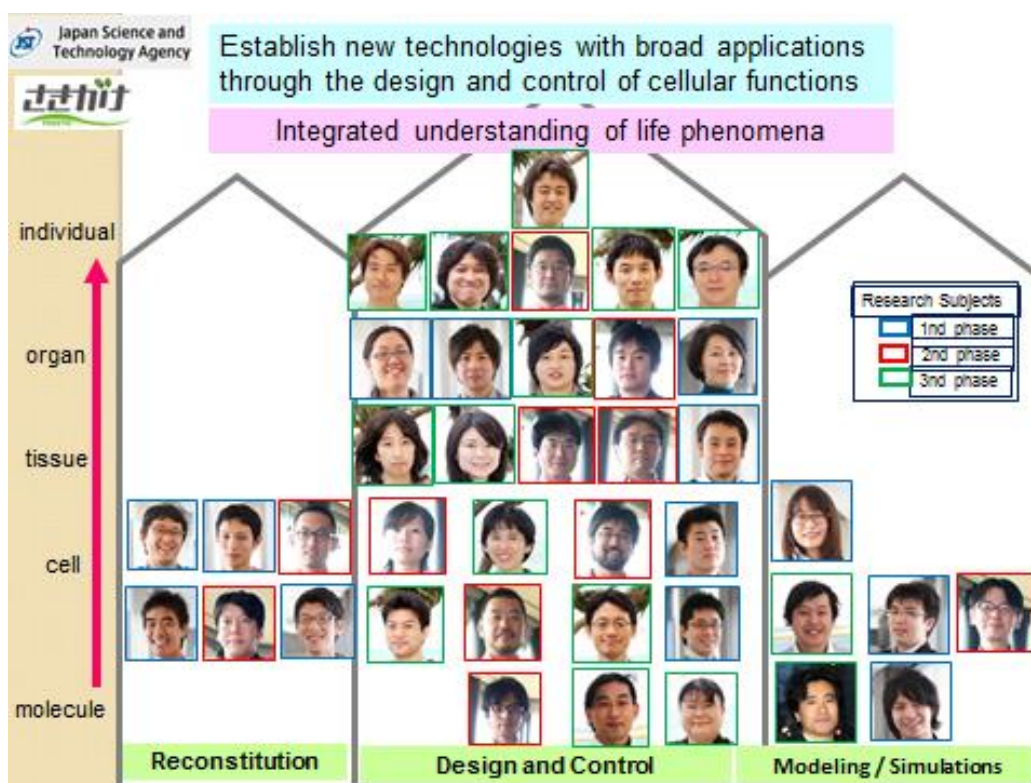 Japan Science and
Technology Agency
JST
さきがけ
Establish new technologies with broad applications
through the design and control of cellular functions
Integrated understanding of life phenomena
individual
organ
tissue
cell
molecule
Research Subjects
1nd phase
2nd phase
3nd phase
Reconstitution
Design and Control
Modeling / Simulations